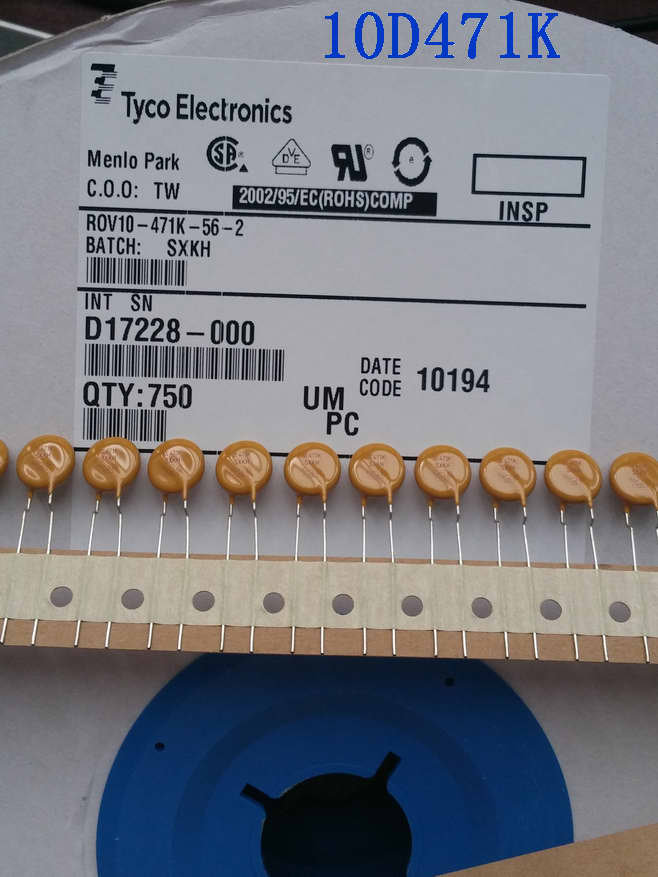 10D471K
Tyco Electronics
Menlo Park
C.O.O: TW
2002/95/EC(ROHS)COMP
INSP
ROV10-471K-56-2
BATCH: SXKH
INT SN
D17228-000
QTY:750
UM
PC
DATE
CODE 10194